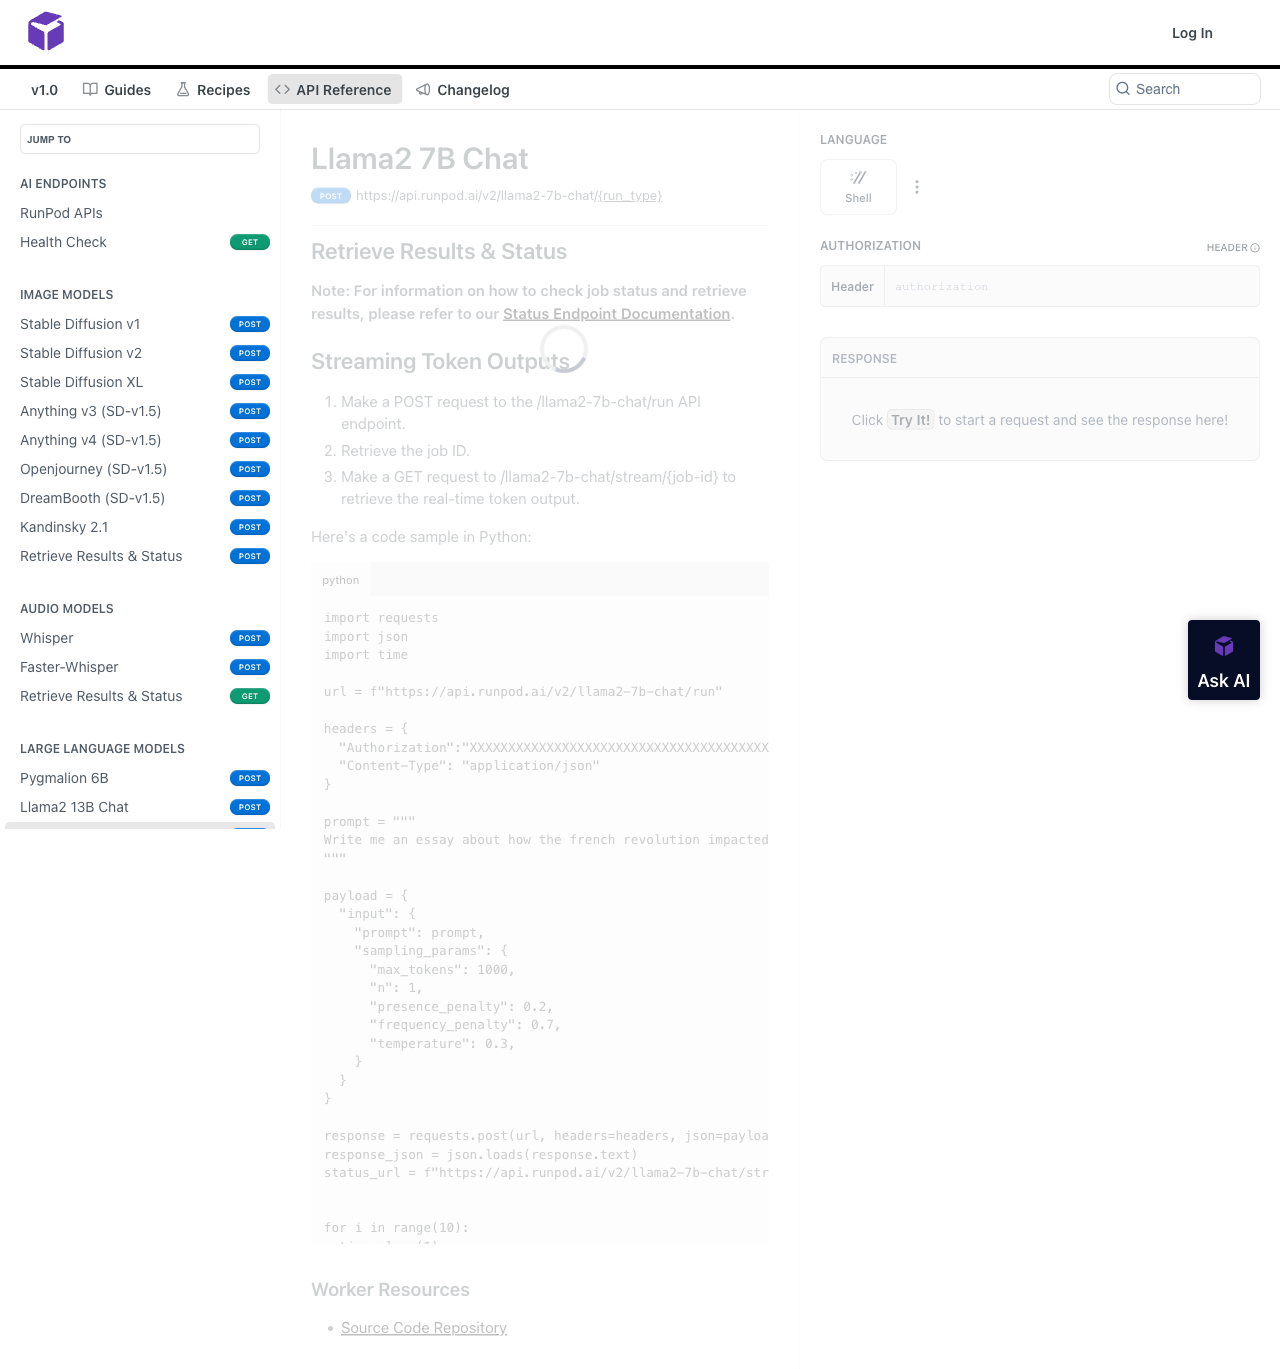 Log In
v1.0
Guides
Recipes
API Reference
Changelog
Search
JUMP TO
AI ENDPOINTS
RunPod APIs
Health Check GET
IMAGE MODELS
Stable Diffusion v1 POST
Stable Diffusion v2 POST
Stable Diffusion XL POST
Anything v3 (SD-v1.5) POST
Anything v4 (SD-v1.5) POST
Openjourney (SD-v1.5) POST
DreamBooth (SD-v1.5) POST
Kandinsky 2.1 POST
Retrieve Results & Status POST
AUDIO MODELS
Whisper POST
Faster-Whisper POST
Retrieve Results & Status GET
LARGE LANGUAGE MODELS
Pygmalion 6B POST
Llama2 13B Chat POST
Llama2 7B Chat
POST https://api.runpod.ai/v2/llama2-7b-chat/{run_type}
Retrieve Results & Status
Note: For information on how to check job status and retrieve
results, please refer to our Status Endpoint Documentation.
Streaming Token Outputs
1. Make a POST request to the /llama2-7b-chat/run API
endpoint.
2. Retrieve the job ID.
3. Make a GET request to /llama2-7b-chat/stream/{job-id} to
retrieve the real-time token output.
Here's a code sample in Python:
python
import requests
import json
import time
url = f"https://api.runpod.ai/v2/llama2-7b-chat/run"
headers = {
"Authorization":"XXXXXXXXXXXXXXXXXXXXXXXXXXXXXXXXXXXXXXX
"Content-Type": "application/json"
}
prompt = """
Write me an essay about how the french revolution impacted
"""
payload = {
"input": {
"prompt": prompt,
"sampling_params": {
"max_tokens": 1000,
"n": 1,
"presence_penalty": 0.2,
"frequency_penalty": 0.7,
"temperature": 0.3,
}
}
}
response = requests.post(url, headers=headers, json=payloa
response_json = json.loads(response.text)
status_url = f"https://api.runpod.ai/v2/llama2-7b-chat/str
for i in range(10):
Worker Resources
• Source Code Repository
LANGUAGE
Shell
AUTHORIZATION HEADER
Header authorization
RESPONSE
Click Try It! to start a request and see the response here!
Ask AI